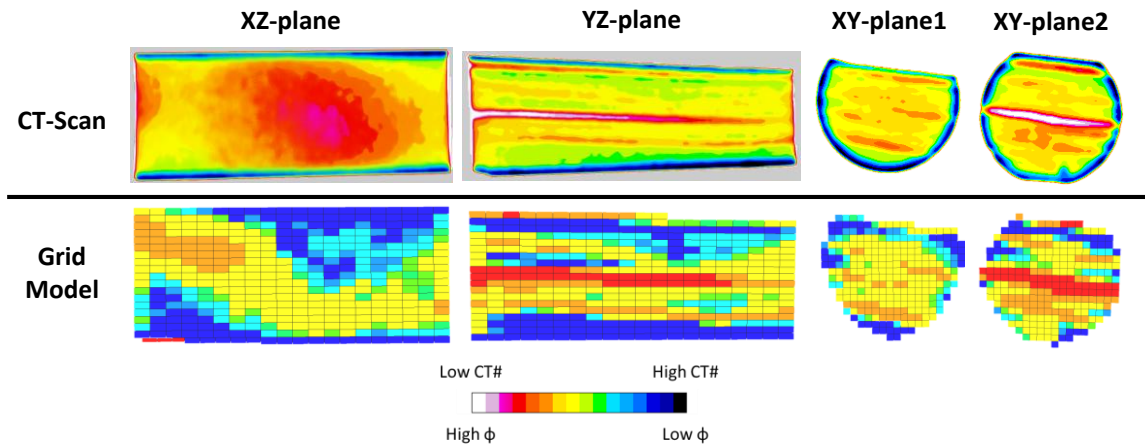 XZ-plane YZ-plane XY-plane1 XY-plane2
CT-Scan
Grid
Model
Low CT# High CT#
High ϕ Low ϕ